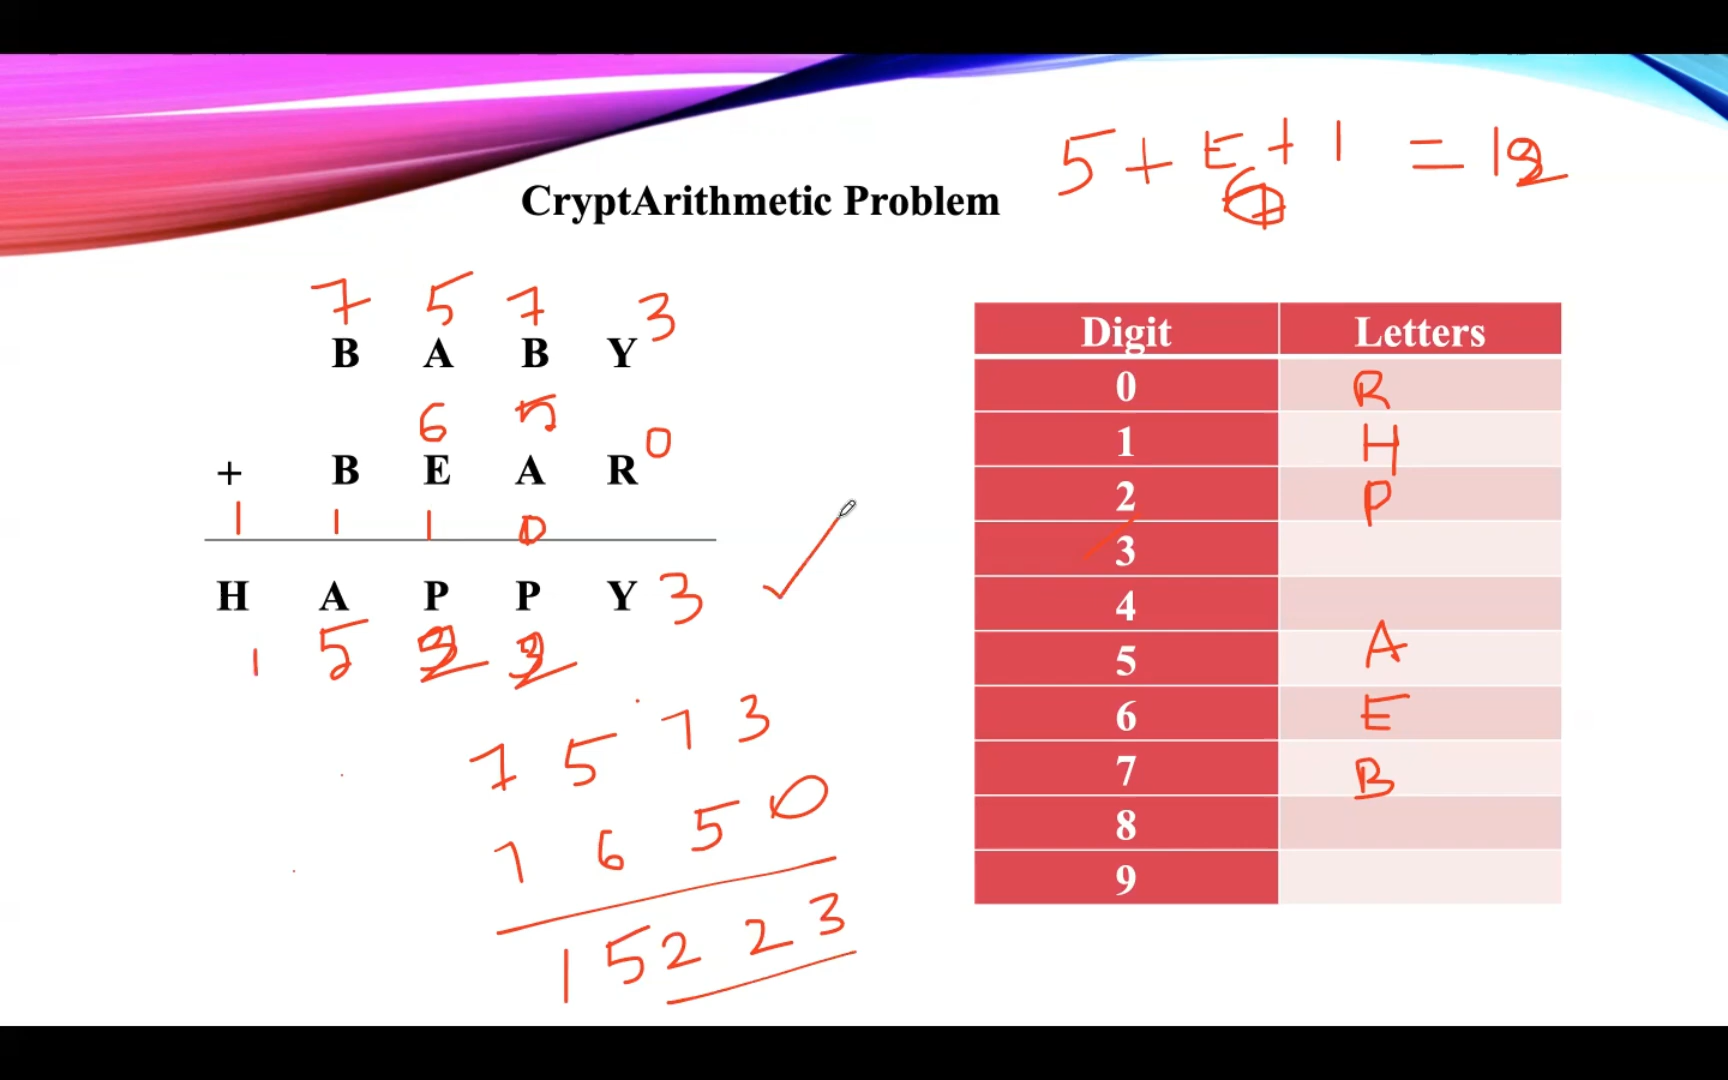 5 + E + 1 = 12
6
CryptArithmetic Problem
7 5 7 3
B A B Y
6 5 0
+ B E A R
1 1 1 0
H A P P Y 3
1 5 2 2
7 5 7 3
7 6 5 0
1 5 2 2 3
Digit Letters
0 R
1 H
2 P
3
4
5 A
6 E
7 B
8
9